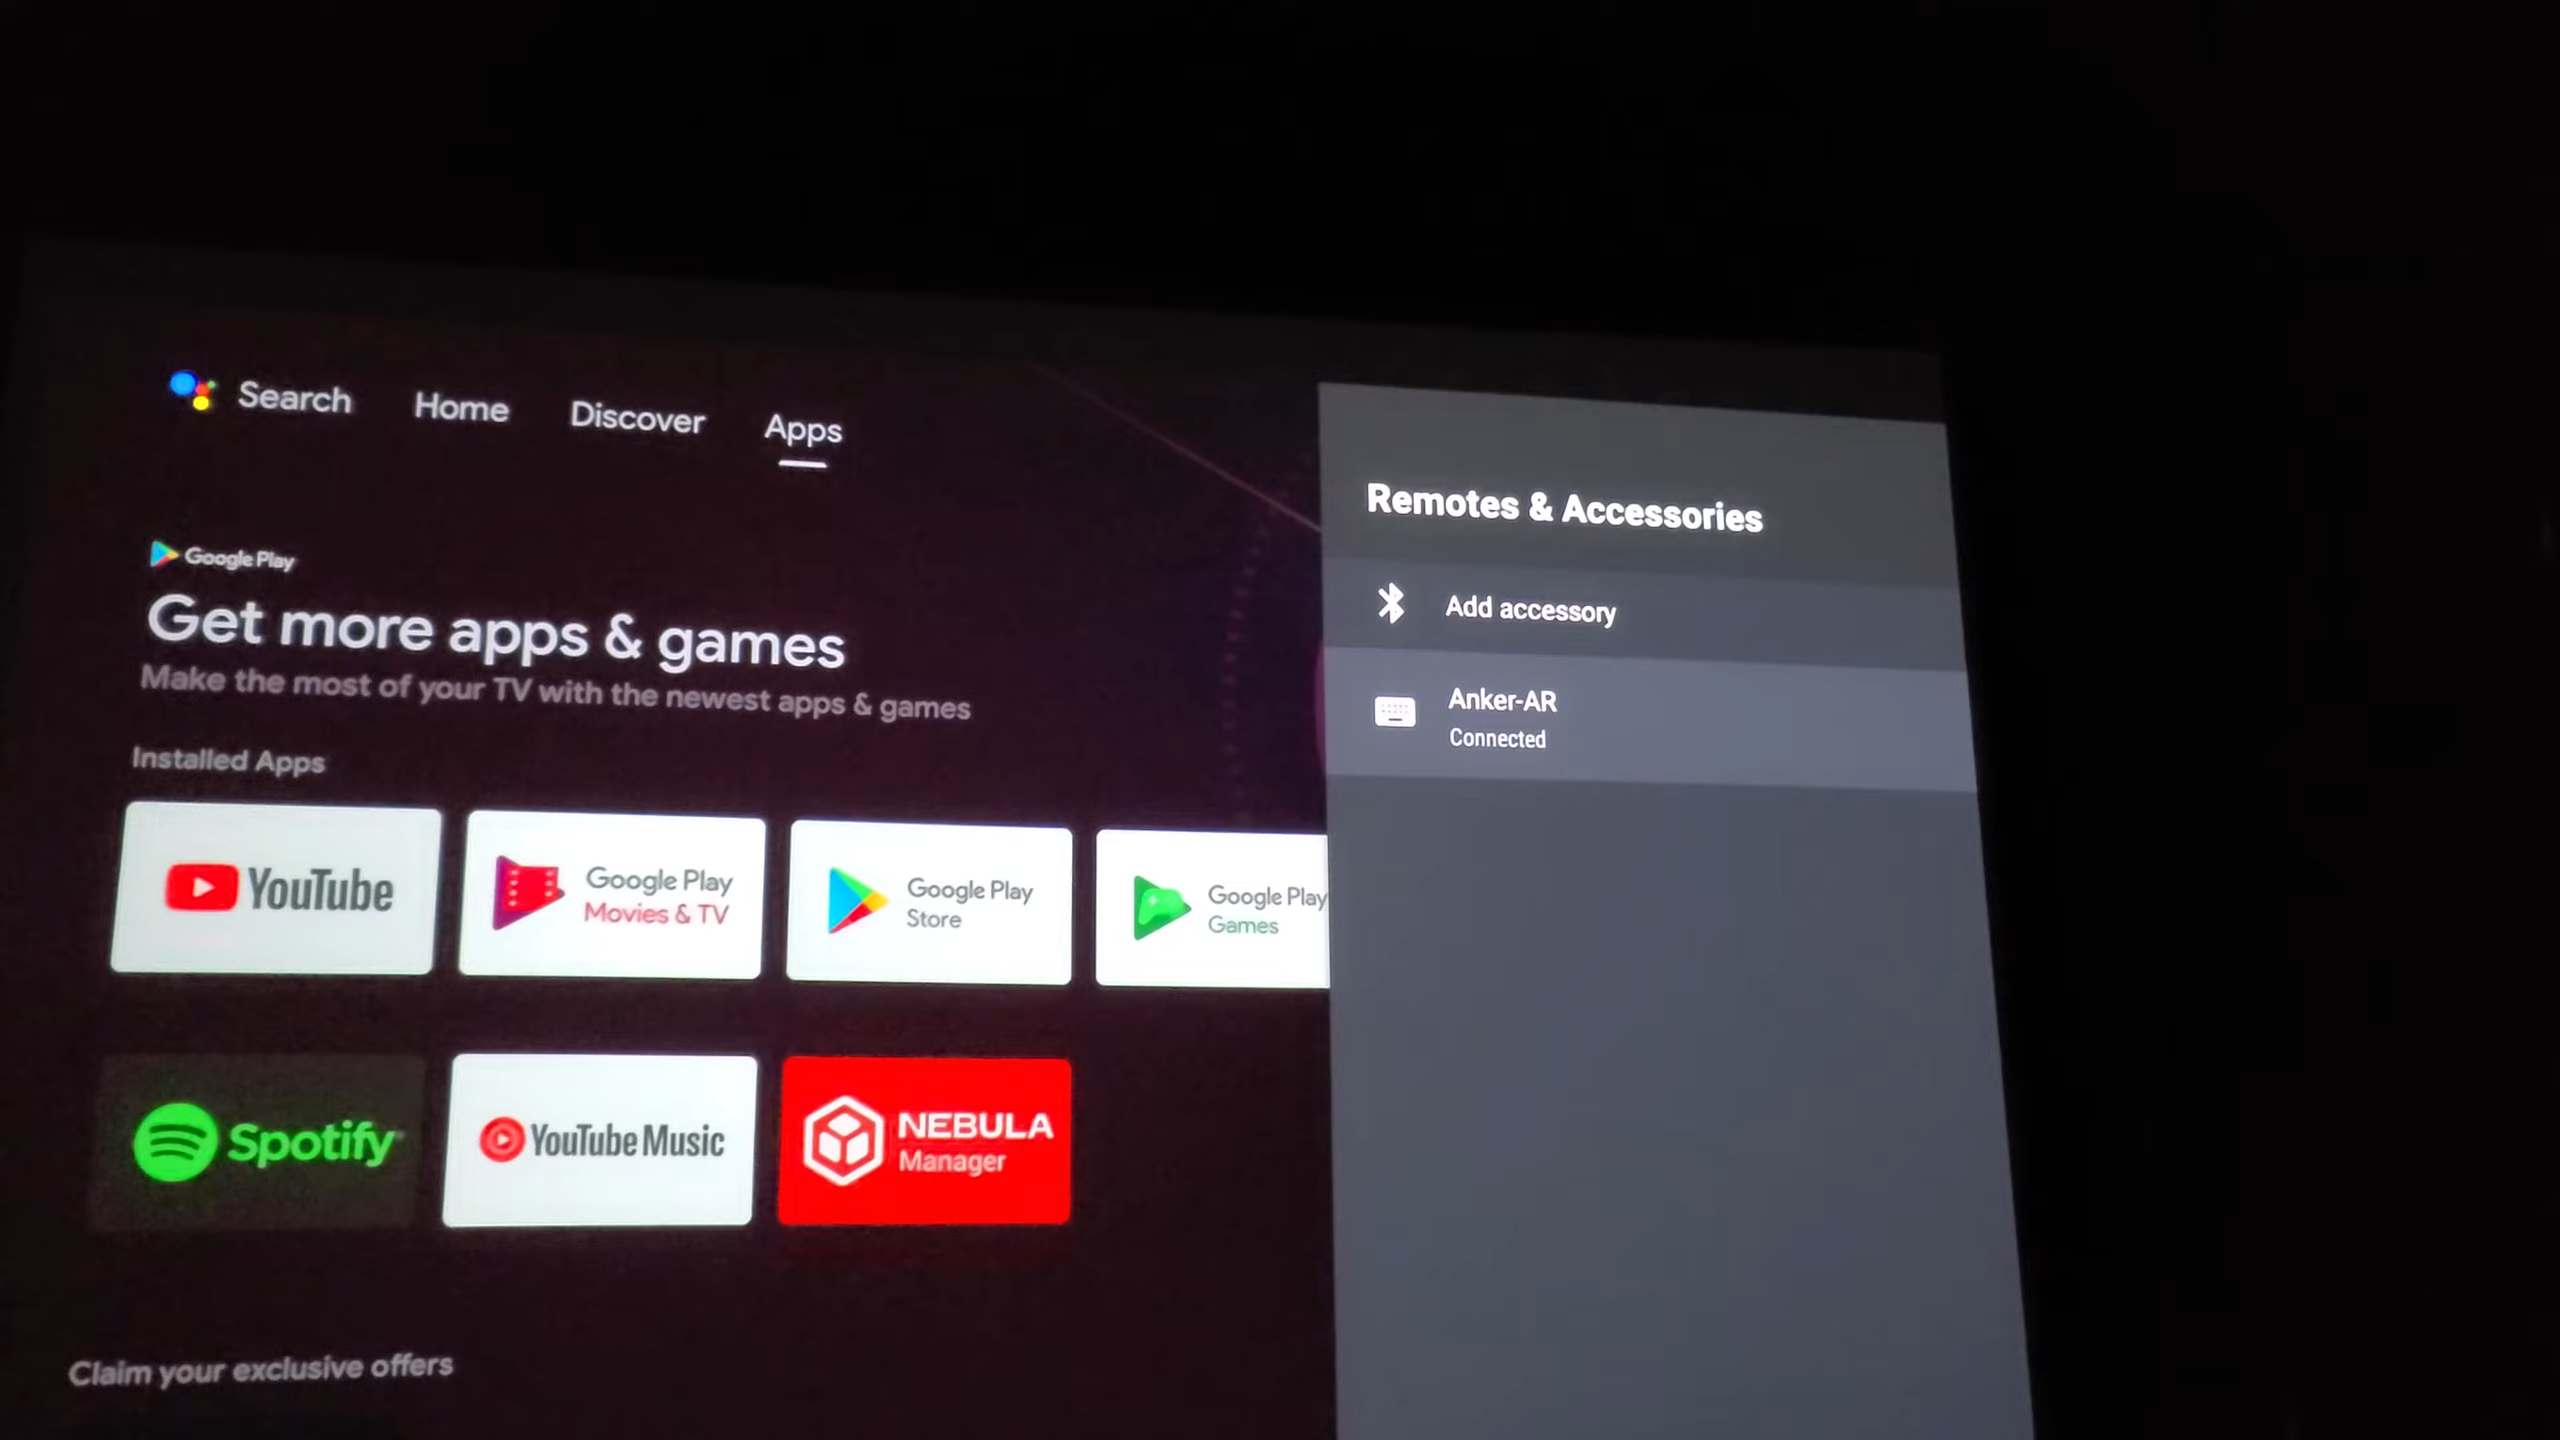 Search Home Discover Apps
Google Play
Get more apps & games
Make the most of your TV with the newest apps & games
Installed Apps
YouTube
Google Play
Movies & TV
Google Play
Store
Google Play
Games
Spotify
YouTube Music
NEBULA
Manager
Claim your exclusive offers
Remotes & Accessories
Add accessory
Anker-AR
Connected